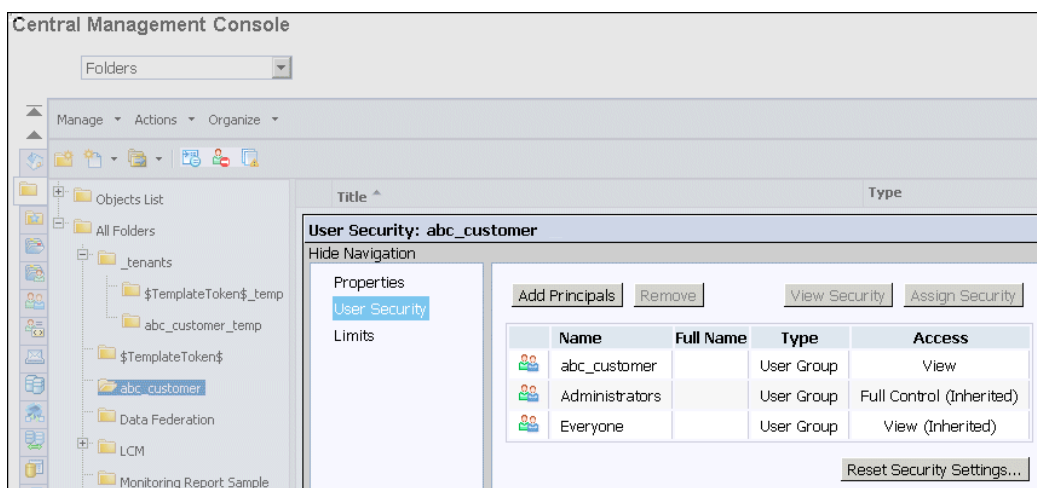 Central Management Console
Folders
Manage Actions Organize
Objects List
All Folders
_tenants
$TemplateToken$_temp
abc_customer_temp
$TemplateToken$
abc_customer
Data Federation
LCM
Monitoring Report Sample
Title Type
User Security: abc_customer
Hide Navigation
Properties
User Security
Limits
Add Principals Remove View Security Assign Security
Name Full Name Type Access
abc_customer User Group View
Administrators User Group Full Control (Inherited)
Everyone User Group View (Inherited)
Reset Security Settings...